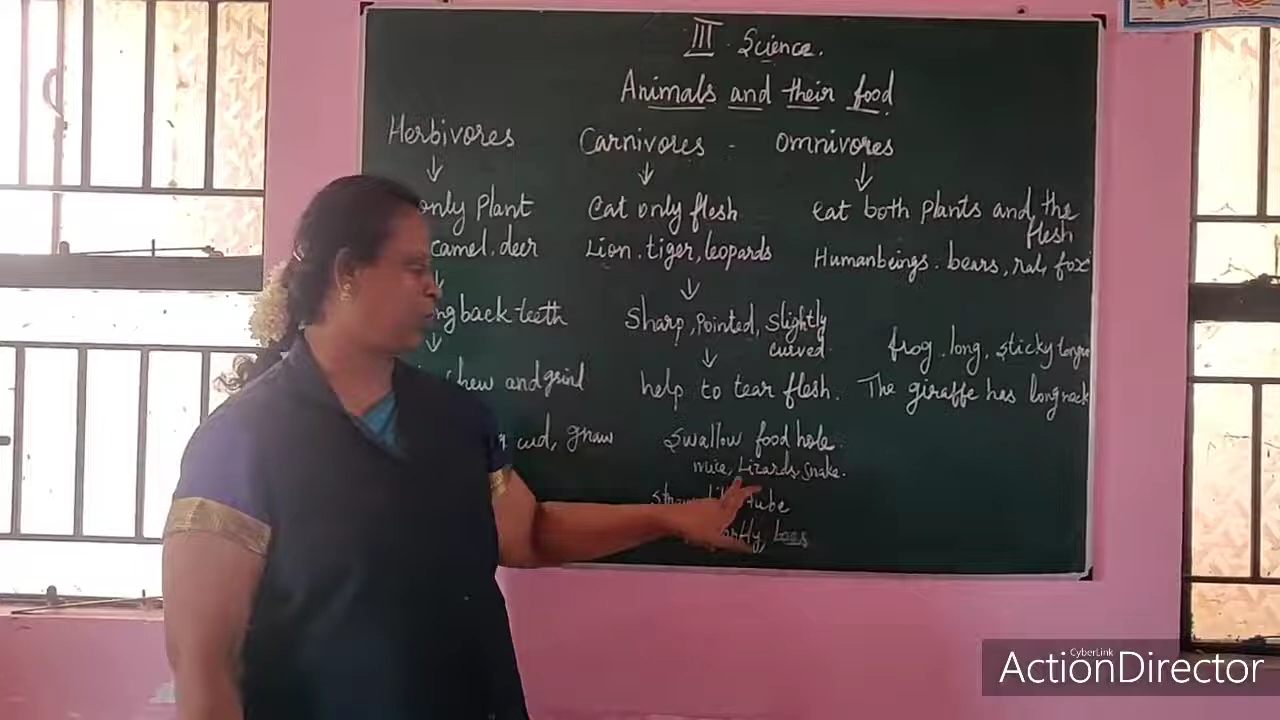 III Science.
Animals and their food
Herbivores Carnivores - Omnivores
only Plant eat only flesh eat both plants and the flesh
camel. deer Lion. tiger, leopards Humanbeings. bears, rat, fox
back teeth Sharp, Pointed, Slightly curved
frog. long, sticky tongue
chew and grind help to tear flesh. The giraffe has long neck
cud, gnaw Swallow food hole.
mice, Lizards, Snake.
tube
bees
CyberLink
ActionDirector